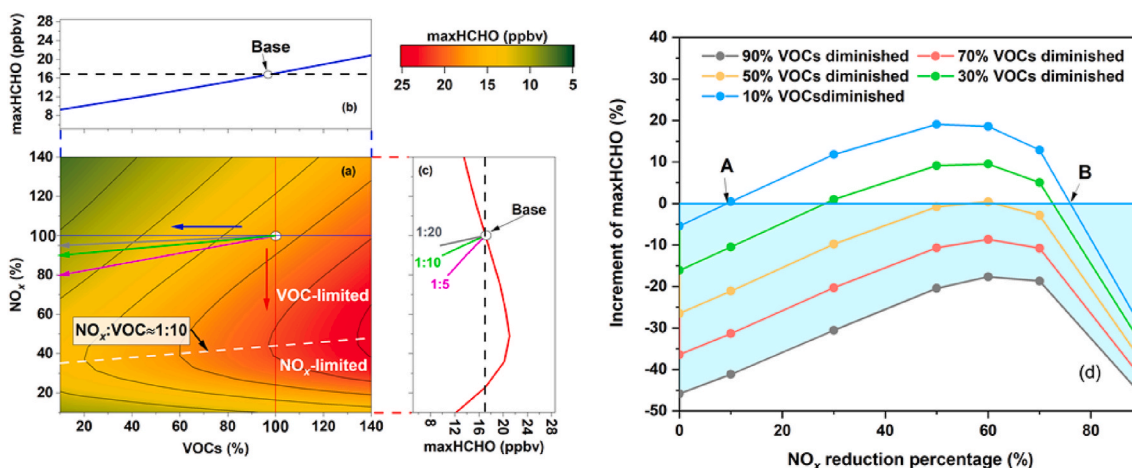 maxHCHO (ppbv)
28
24
20
16
12
8
Base
(b)
maxHCHO (ppbv)
25
20
15
10
5
NOx (%)
140
120
100
80
60
40
20
(a)
VOC-limited
NOx:VOC≈1:10
NOx-limited
20
40
60
80
100
120
140
VOCs (%)
(c)
Base
1:20
1:10
1:5
8
12
16
20
24
28
maxHCHO (ppbv)
Increment of maxHCHO (%)
40
30
20
10
0
-10
-20
-30
-40
-50
90% VOCs diminished
70% VOCs diminished
50% VOCs diminished
30% VOCs diminished
10% VOCsdiminished
A
B
(d)
0
20
40
60
80
NOx reduction percentage (%)